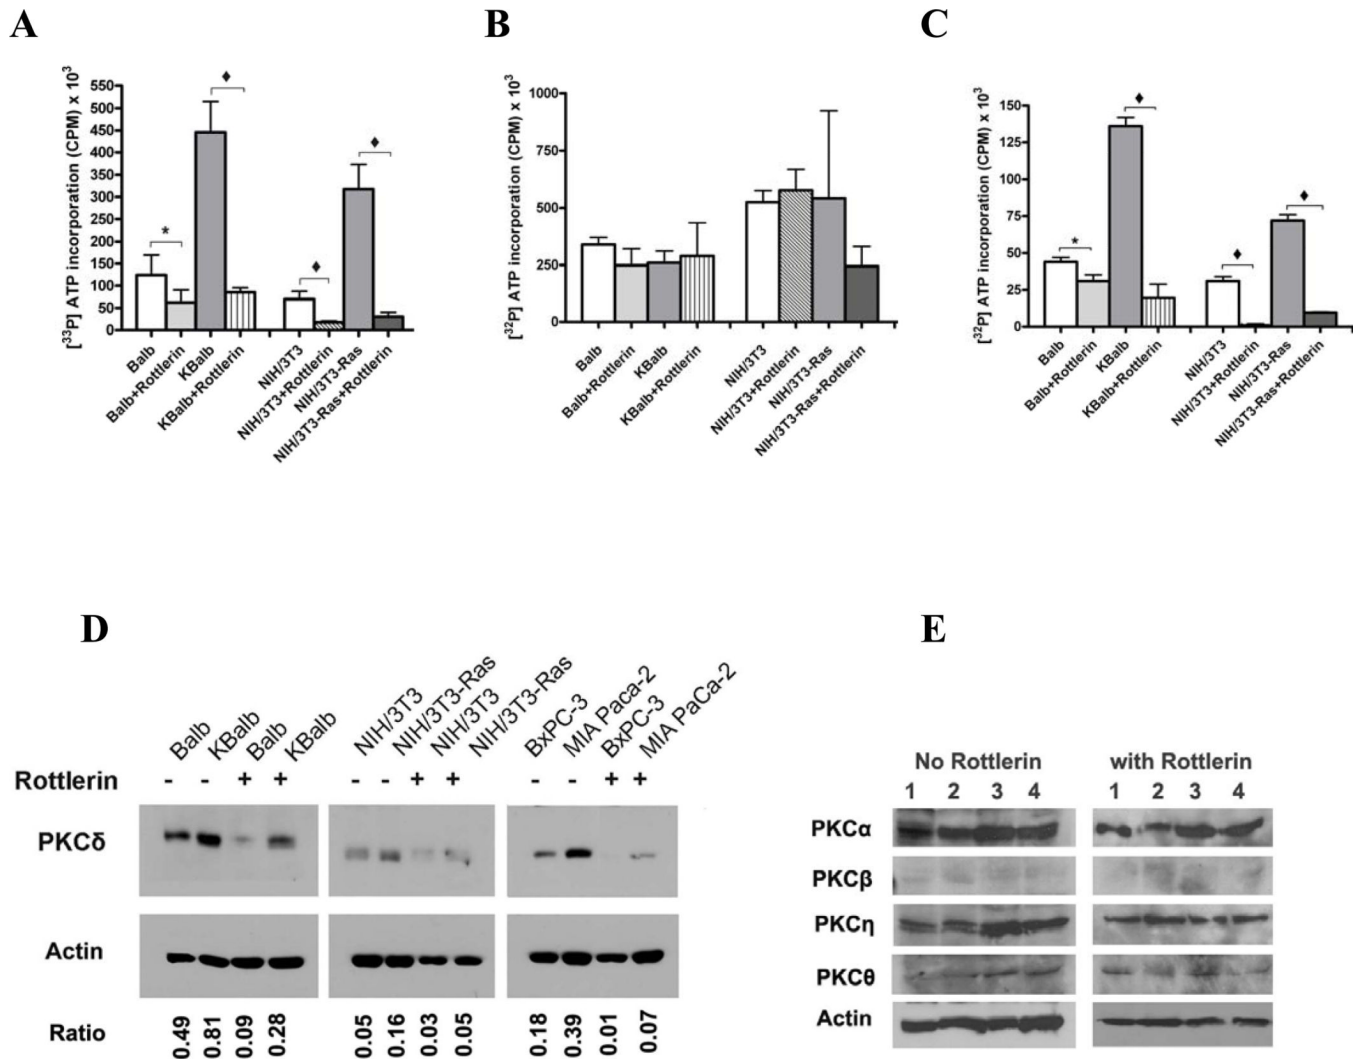 A
[³³P] ATP incorporation (CPM) x 10³
550
500
450
400
350
300
250
200
150
100
50
0
*
♦
♦
♦
Balb
Balb+Rottlerin
KBalb
KBalb+Rottlerin
NIH/3T3
NIH/3T3+Rottlerin
NIH/3T3-Ras
NIH/3T3-Ras+Rottlerin
B
[³²P] ATP incorporation (CPM) x 10³
1000
750
500
250
0
Balb
Balb+Rottlerin
KBalb
KBalb+Rottlerin
NIH/3T3
NIH/3T3+Rottlerin
NIH/3T3-Ras
NIH/3T3-Ras+Rottlerin
C
[³²P] ATP incorporation (CPM) x 10³
150
125
100
75
50
25
0
*
♦
♦
♦
Balb
Balb+Rottlerin
KBalb
KBalb+Rottlerin
NIH/3T3
NIH/3T3+Rottlerin
NIH/3T3-Ras
NIH/3T3-Ras+Rottlerin
D
Balb KBalb Balb KBalb NIH/3T3 NIH/3T3-Ras NIH/3T3 NIH/3T3-Ras BxPC-3 MIA Paca-2 BxPC-3 MIA PaCa-2
Rottlerin - - + + - - + + - - + +
PKCδ
Actin
Ratio 0.49 0.81 0.09 0.28 0.05 0.16 0.03 0.05 0.18 0.39 0.01 0.07
E
No Rottlerin with Rottlerin
1 2 3 4 1 2 3 4
PKCα
PKCβ
PKCη
PKCθ
Actin